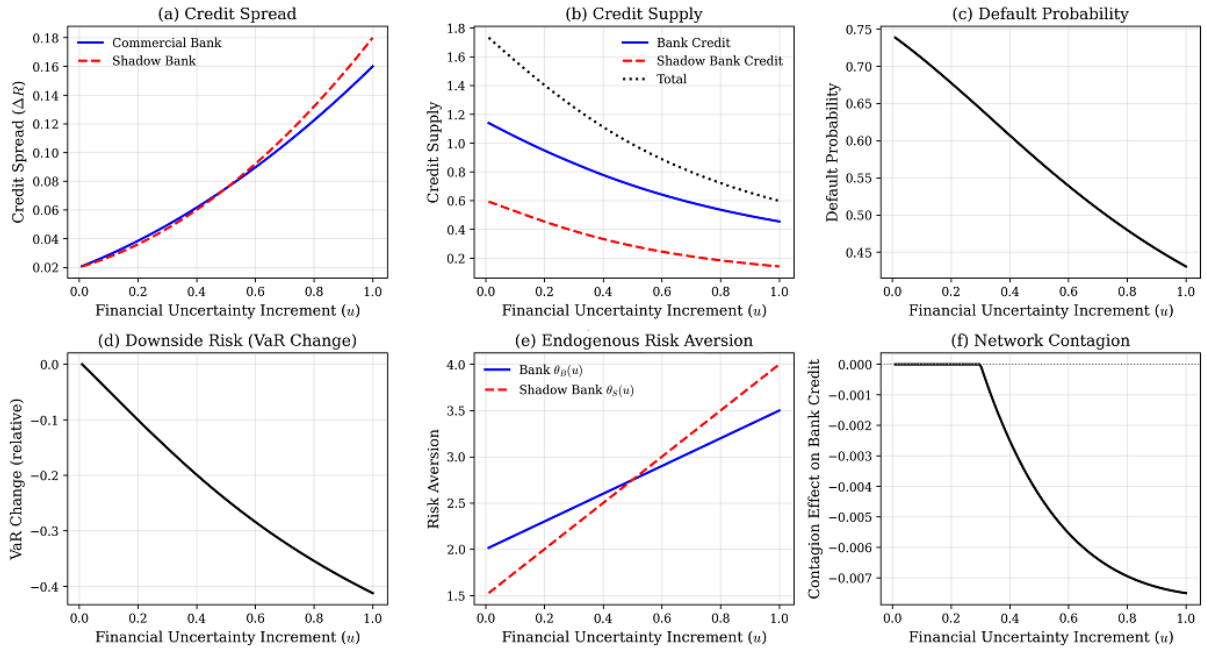 (a) Credit Spread
Credit Spread (ΔR)
Commercial Bank
Shadow Bank
0.18
0.16
0.14
0.12
0.10
0.08
0.06
0.04
0.02
0.0 0.2 0.4 0.6 0.8 1.0
Financial Uncertainty Increment (u)
(b) Credit Supply
Credit Supply
Bank Credit
Shadow Bank Credit
Total
1.8
1.6
1.4
1.2
1.0
0.8
0.6
0.4
0.2
0.0 0.2 0.4 0.6 0.8 1.0
Financial Uncertainty Increment (u)
(c) Default Probability
Default Probability
0.75
0.70
0.65
0.60
0.55
0.50
0.45
0.0 0.2 0.4 0.6 0.8 1.0
Financial Uncertainty Increment (u)
(d) Downside Risk (VaR Change)
VaR Change (relative)
0.0
−0.1
−0.2
−0.3
−0.4
0.0 0.2 0.4 0.6 0.8 1.0
Financial Uncertainty Increment (u)
(e) Endogenous Risk Aversion
Risk Aversion
Bank θ_B(u)
Shadow Bank θ_S(u)
4.0
3.5
3.0
2.5
2.0
1.5
0.0 0.2 0.4 0.6 0.8 1.0
Financial Uncertainty Increment (u)
(f) Network Contagion
Contagion Effect on Bank Credit
0.000
−0.001
−0.002
−0.003
−0.004
−0.005
−0.006
−0.007
0.0 0.2 0.4 0.6 0.8 1.0
Financial Uncertainty Increment (u)